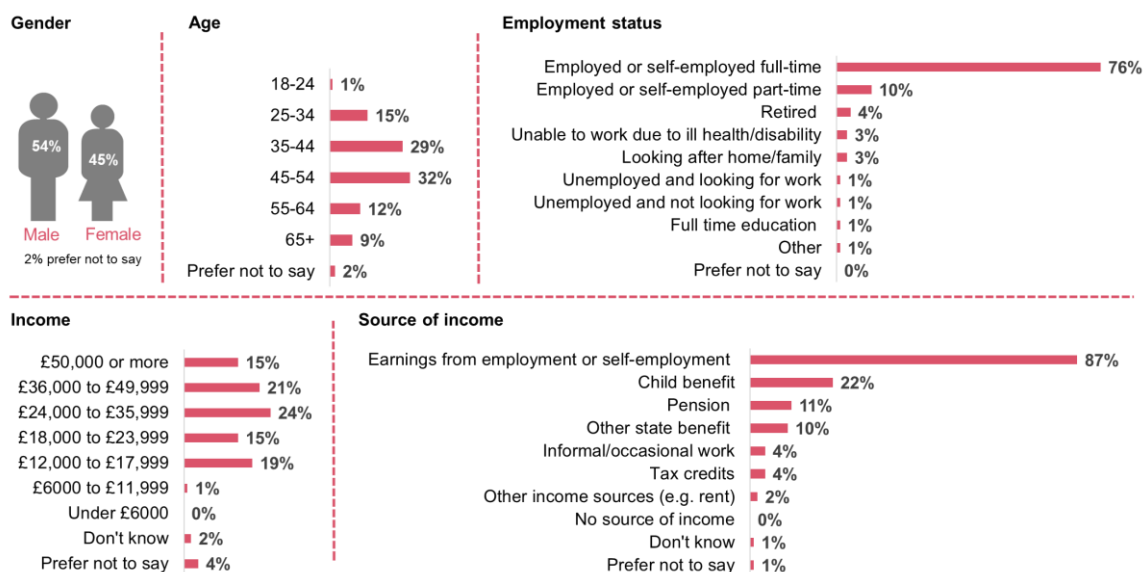 Gender
54%
45%
Male Female
2% prefer not to say
Age
18-24 1%
25-34 15%
35-44 29%
45-54 32%
55-64 12%
65+ 9%
Prefer not to say 2%
Employment status
Employed or self-employed full-time 76%
Employed or self-employed part-time 10%
Retired 4%
Unable to work due to ill health/disability 3%
Looking after home/family 3%
Unemployed and looking for work 1%
Unemployed and not looking for work 1%
Full time education 1%
Other 1%
Prefer not to say 0%
Income
£50,000 or more 15%
£36,000 to £49,999 21%
£24,000 to £35,999 24%
£18,000 to £23,999 15%
£12,000 to £17,999 19%
£6000 to £11,999 1%
Under £6000 0%
Don't know 2%
Prefer not to say 4%
Source of income
Earnings from employment or self-employment 87%
Child benefit 22%
Pension 11%
Other state benefit 10%
Informal/occasional work 4%
Tax credits 4%
Other income sources (e.g. rent) 2%
No source of income 0%
Don't know 1%
Prefer not to say 1%